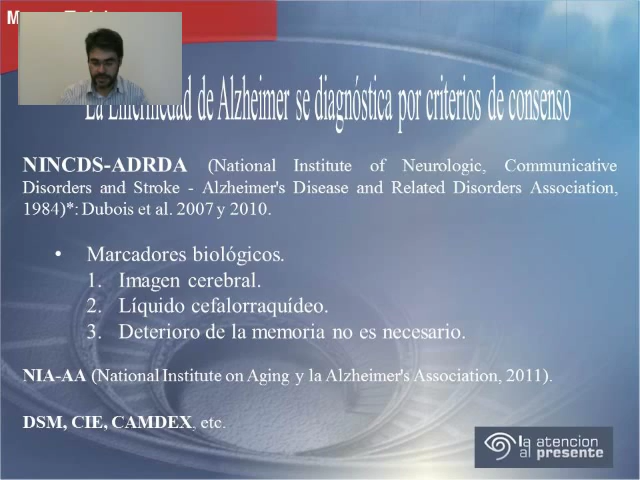 La Enfermedad de Alzheimer se diagnóstica por criterios de consenso
NINCDS-ADRDA (National Institute of Neurologic, Communicative
Disorders and Stroke - Alzheimer's Disease and Related Disorders Association,
1984)*: Dubois et al. 2007 y 2010.
• Marcadores biológicos.
1. Imagen cerebral.
2. Líquido cefalorraquídeo.
3. Deterioro de la memoria no es necesario.
NIA-AA (National Institute on Aging y la Alzheimer's Association, 2011).
DSM, CIE, CAMDEX, etc.
la atencion
al presente